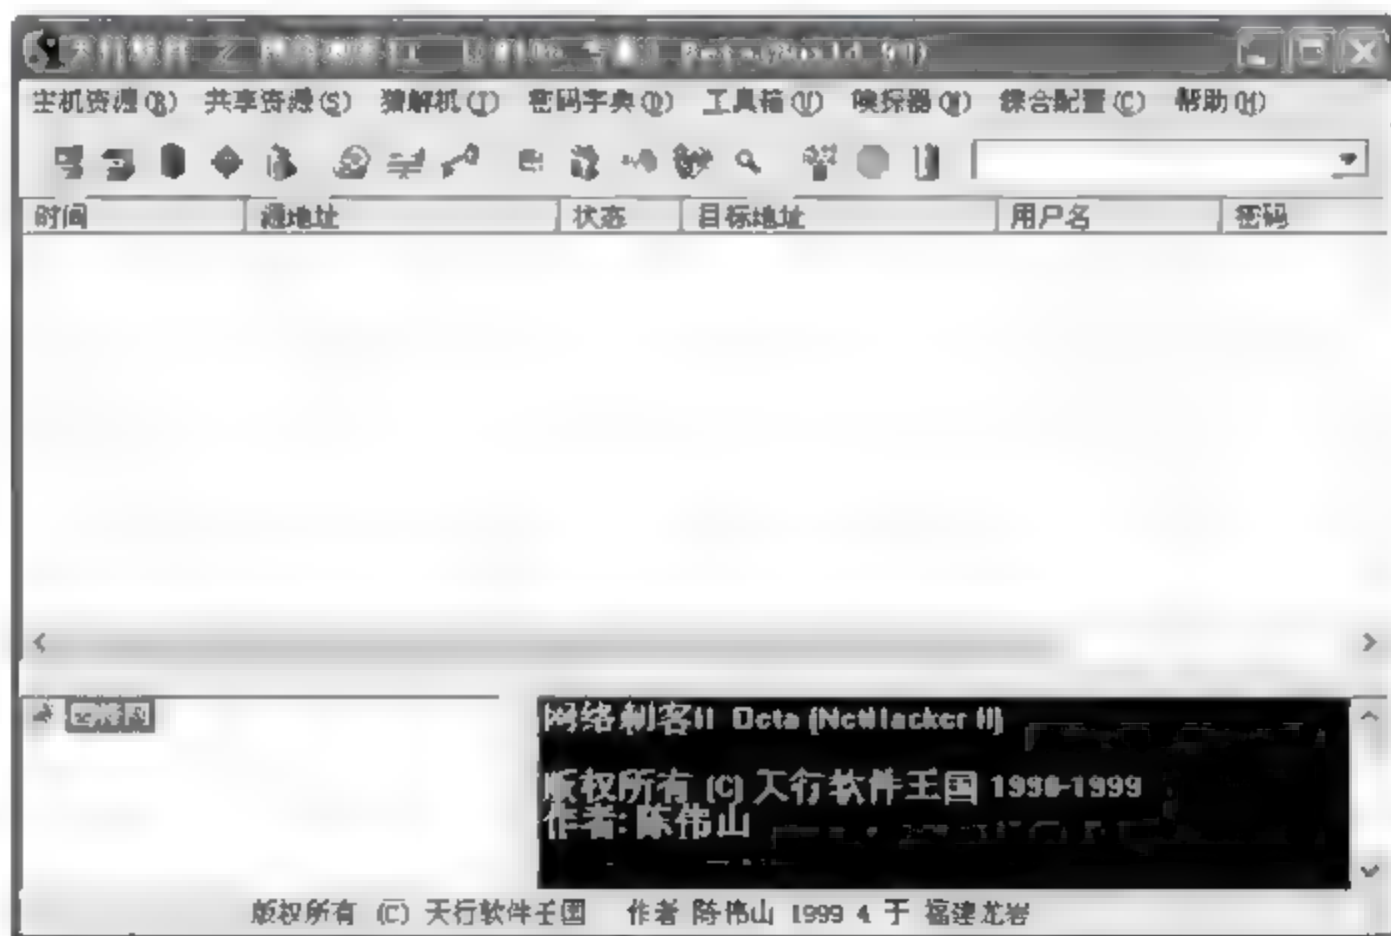 主机资源(R) 共享资源(S) 猜解机(I) 密码字典(D) 工具箱(U) 嗅探器(W) 综合配置(C) 帮助(H)
时间 源地址 状态 目标地址 用户名 密码
网络刺客II Beta (NetHacker II)
版权所有 (C) 天行软件王国 1998-1999
作者: 陈伟山
版权所有 (C) 天行软件王国 作者 陈伟山 1999 4 于 福建龙岩